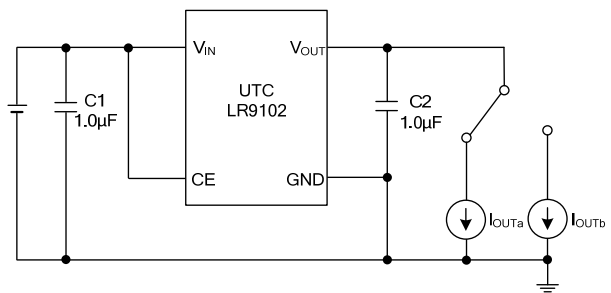 VIN
VOUT
UTC
LR9102
C1
1.0µF
C2
1.0µF
CE
GND
IOUTa
IOUTb